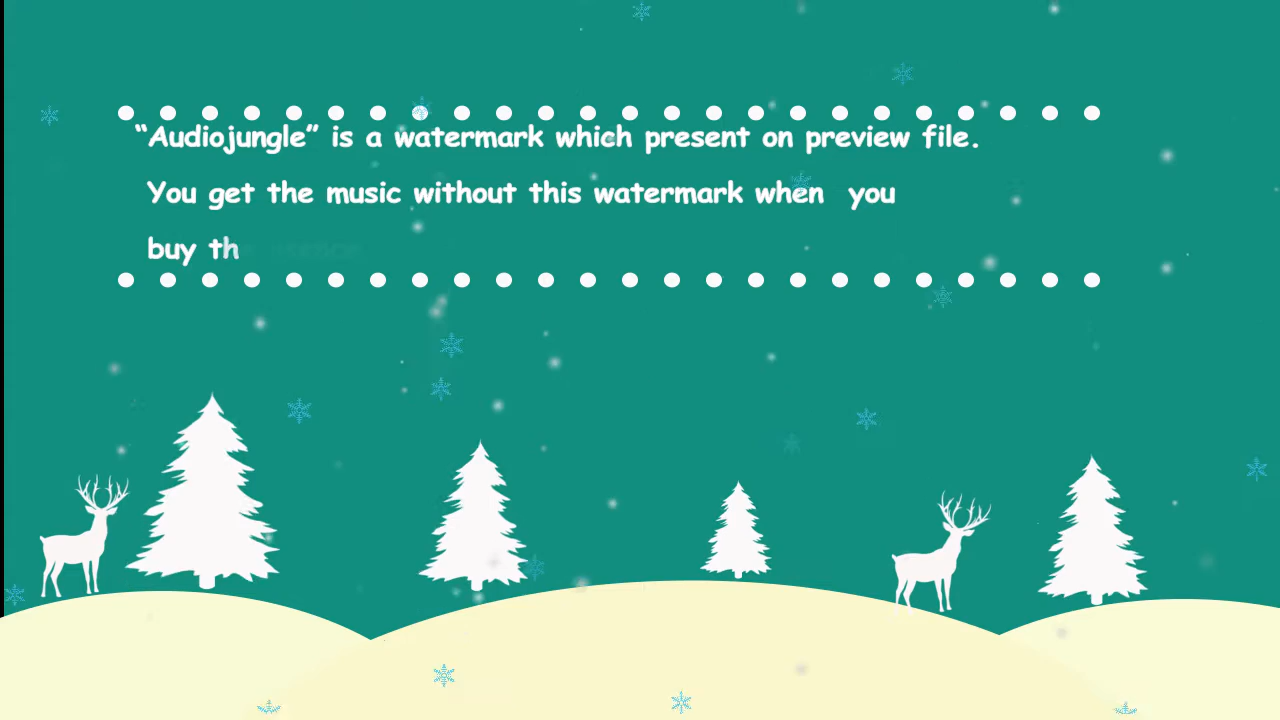 “Audiojungle” is a watermark which present on preview file.
You get the music without this watermark when you
buy th